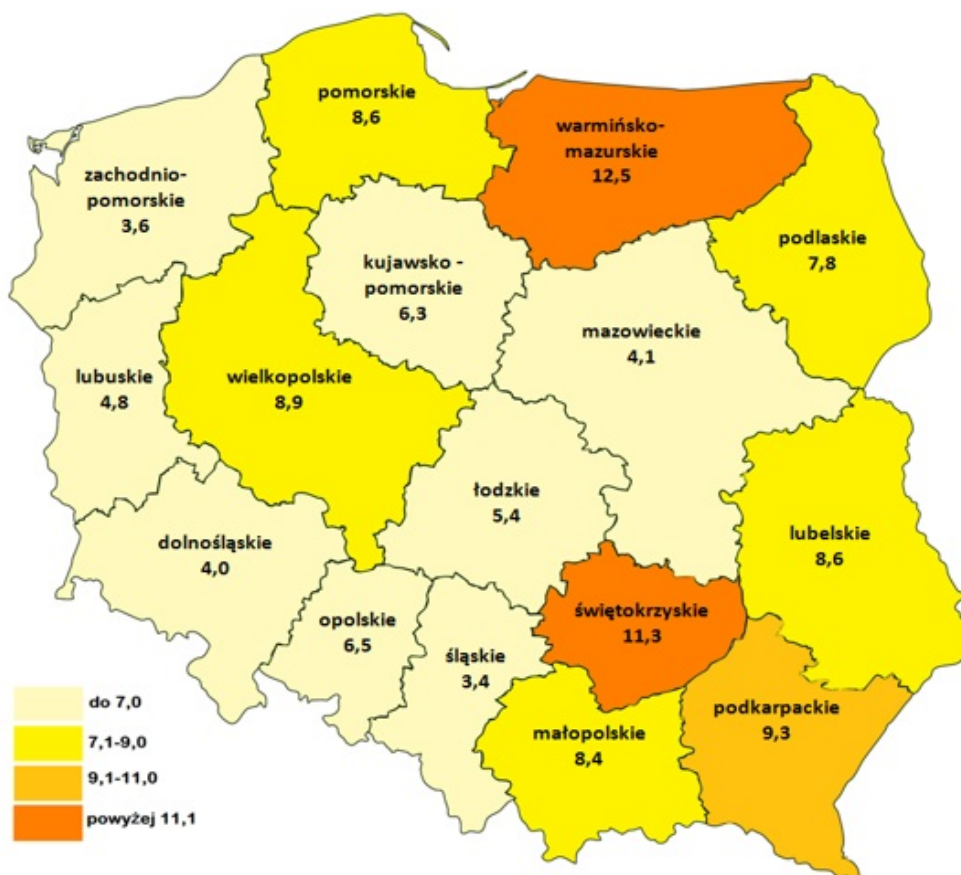 pomorskie
8,6
warmińsko-
mazurskie
12,5
zachodnio-
pomorskie
3,6
podlaskie
7,8
kujawsko -
pomorskie
6,3
mazowieckie
4,1
lubuskie
4,8
wielkopolskie
8,9
łodzkie
5,4
lubelskie
8,6
dolnośląskie
4,0
opolskie
6,5
śląskie
3,4
świętokrzyskie
11,3
podkarpackie
9,3
małopolskie
8,4
do 7,0
7,1-9,0
9,1-11,0
powyżej 11,1